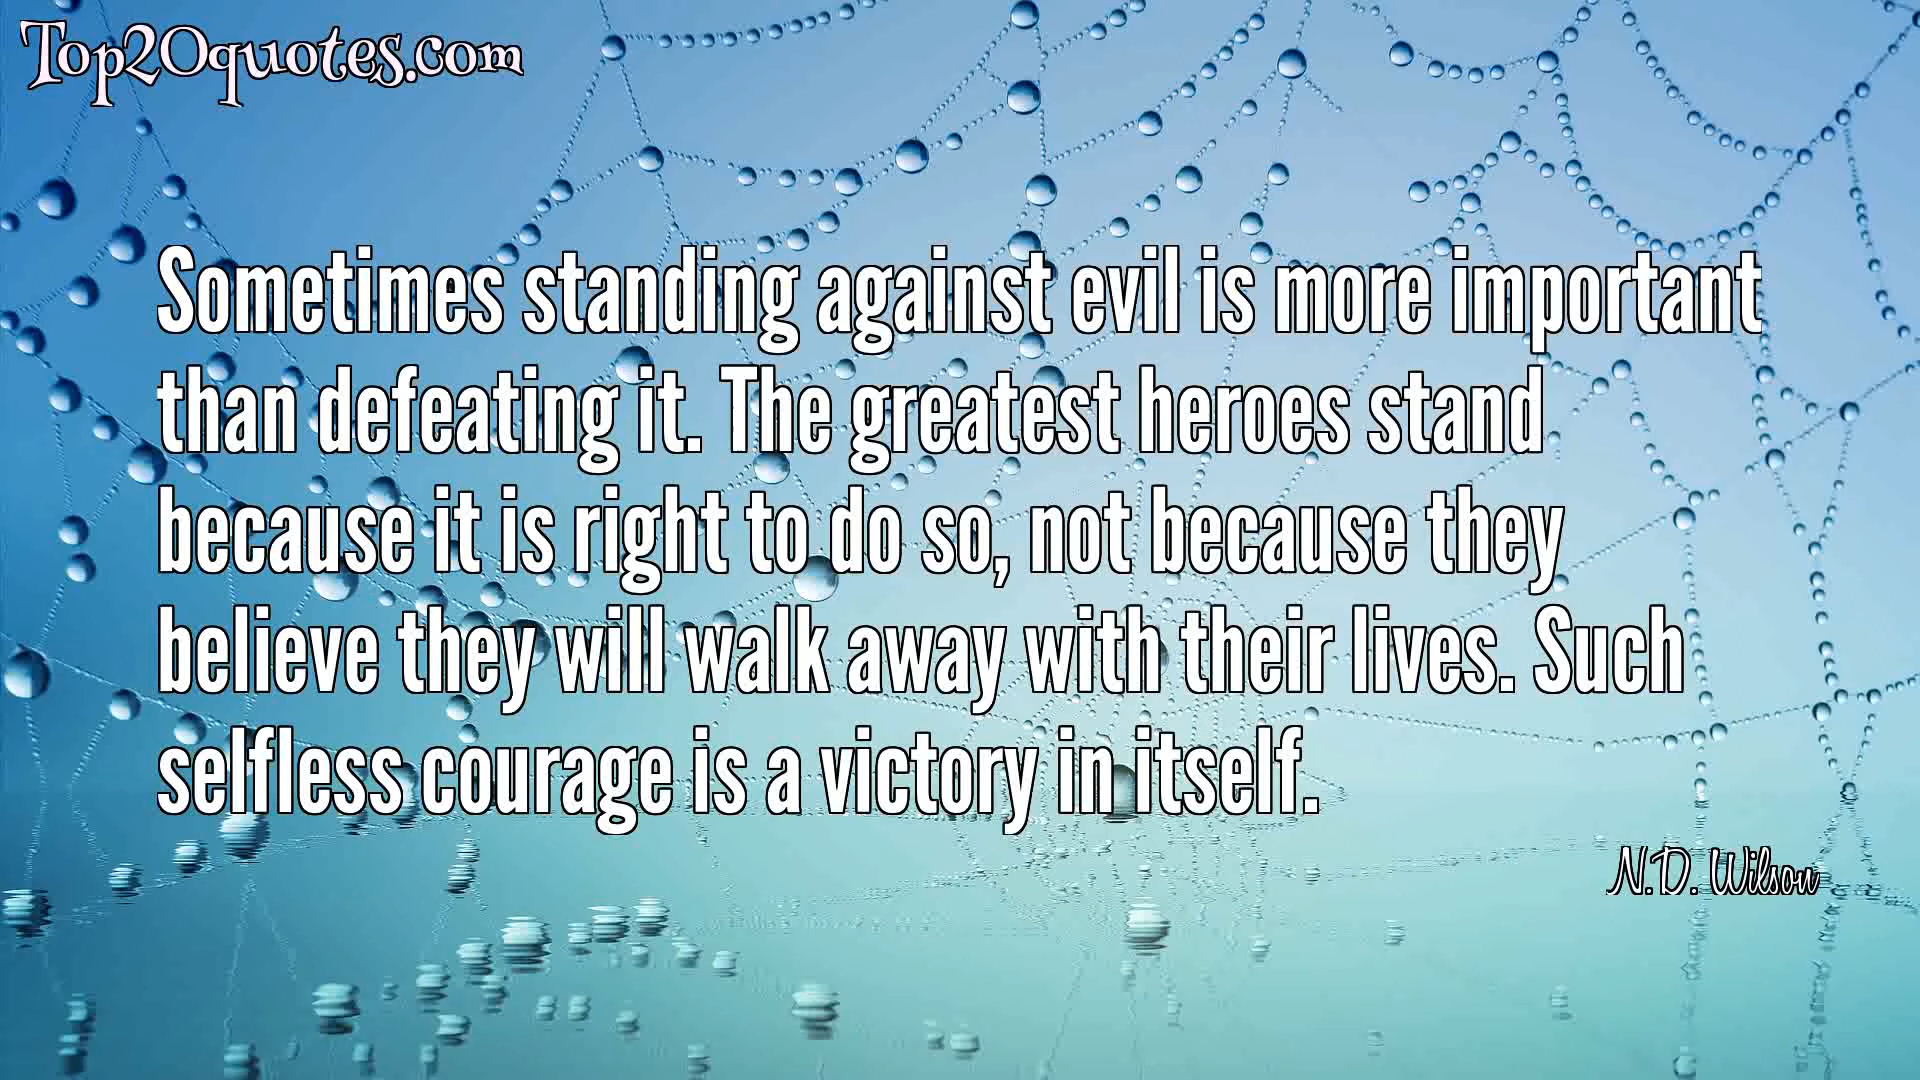 Top20quotes.com
Sometimes standing against evil is more important
than defeating it. The greatest heroes stand
because it is right to do so, not because they
believe they will walk away with their lives. Such
selfless courage is a victory in itself.
N.D. Wilson